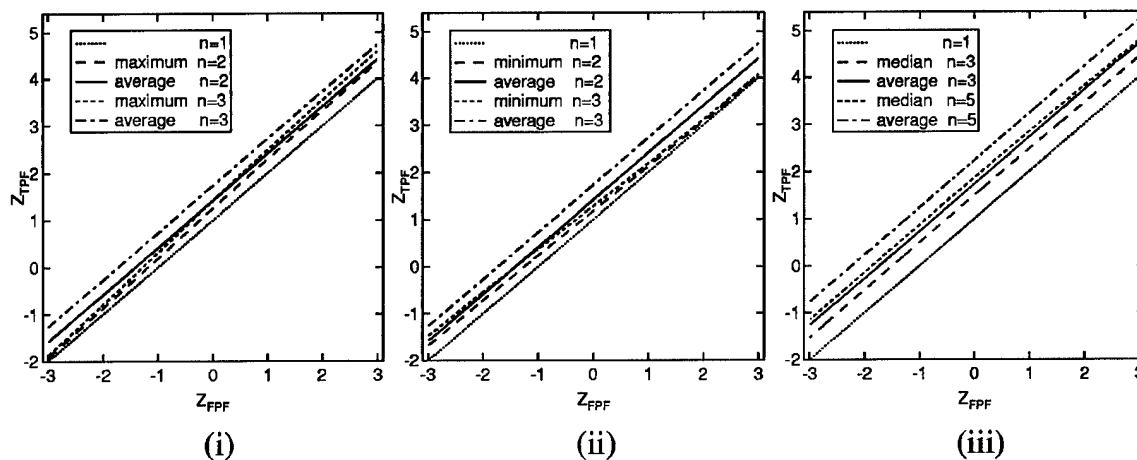 n=1
maximum n=2
average n=2
maximum n=3
average n=3
5
4
3
2
1
0
-1
-2
-3 -2 -1 0 1 2 3
Z_TPF
Z_FPF
(i)
n=1
minimum n=2
average n=2
minimum n=3
average n=3
5
4
3
2
1
0
-1
-2
-3 -2 -1 0 1 2 3
Z_TPF
Z_FPF
(ii)
n=1
median n=3
average n=3
median n=5
average n=5
5
4
3
2
1
0
-1
-2
-3 -2 -1 0 1 2 3
Z_TPF
Z_FPF
(iii)